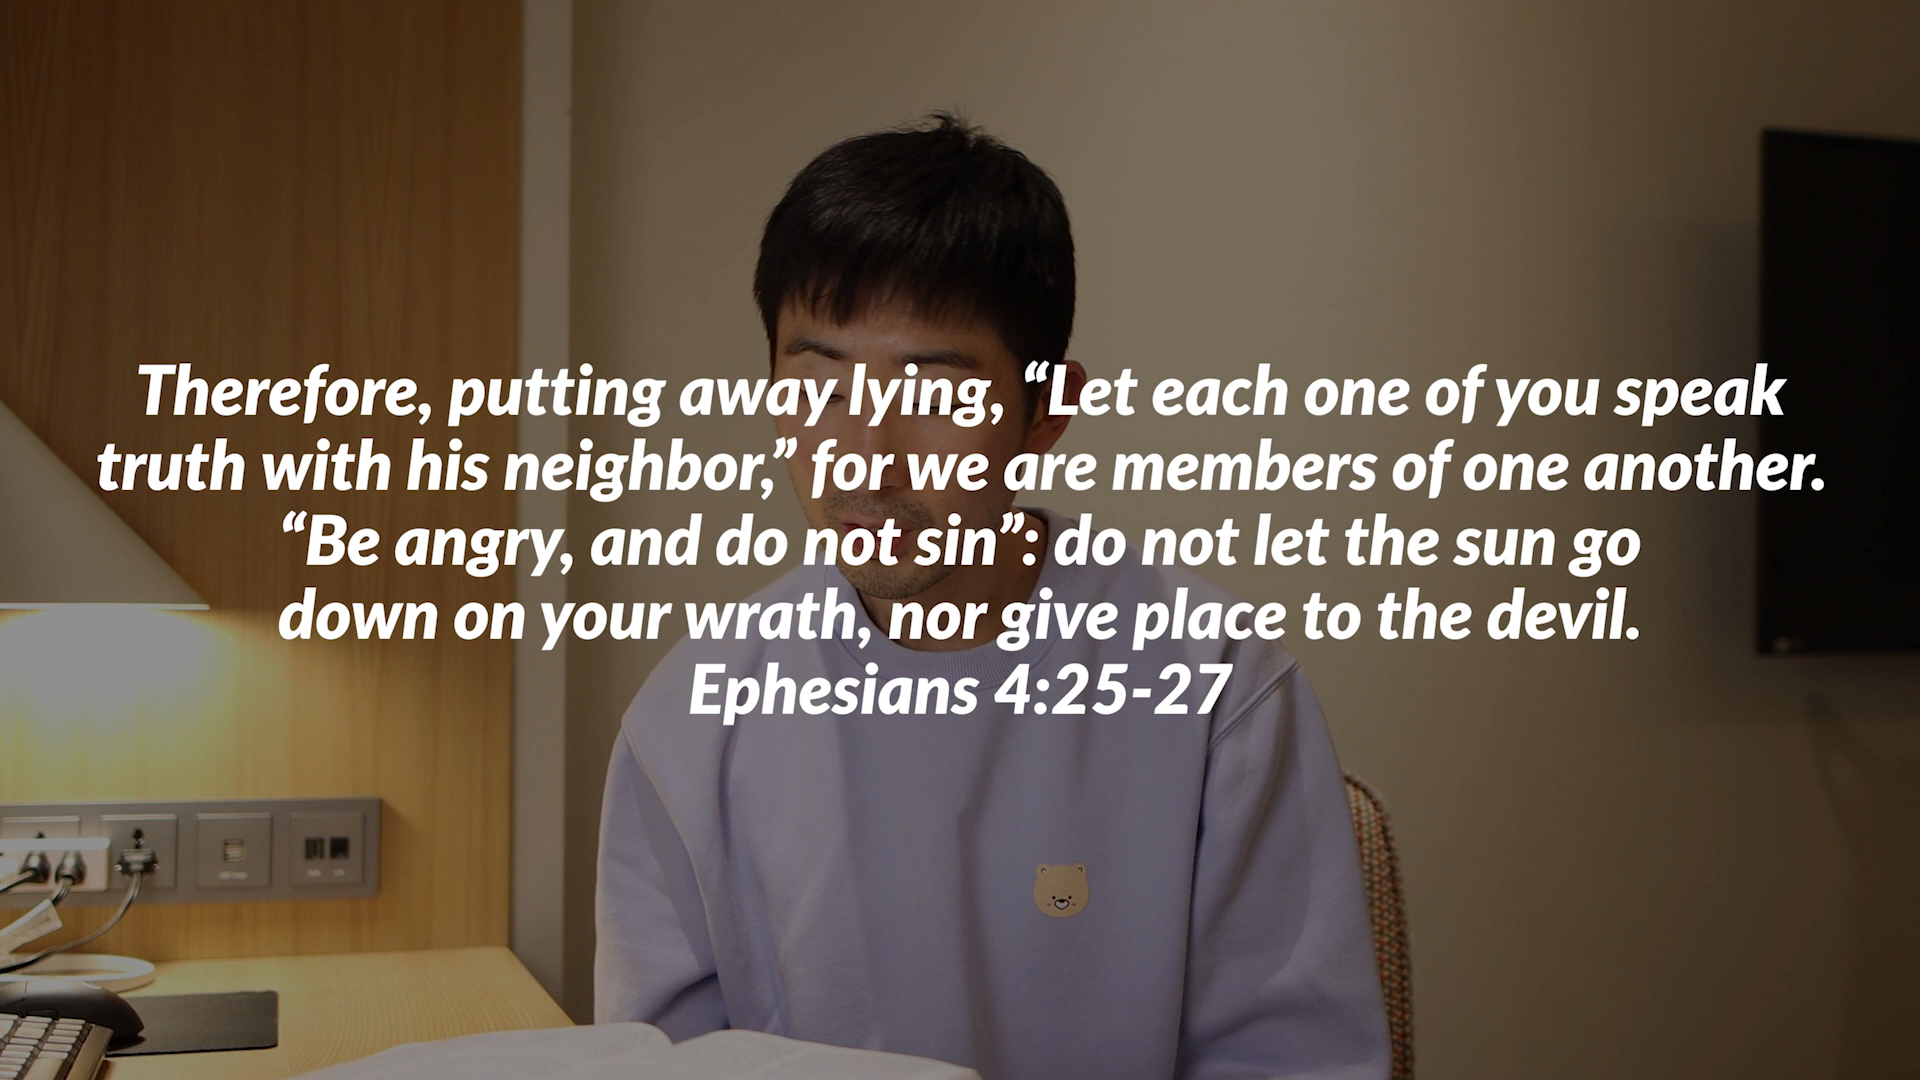 Therefore, putting away lying, “Let each one of you speak
truth with his neighbor,” for we are members of one another.
“Be angry, and do not sin”: do not let the sun go
down on your wrath, nor give place to the devil.
Ephesians 4:25-27